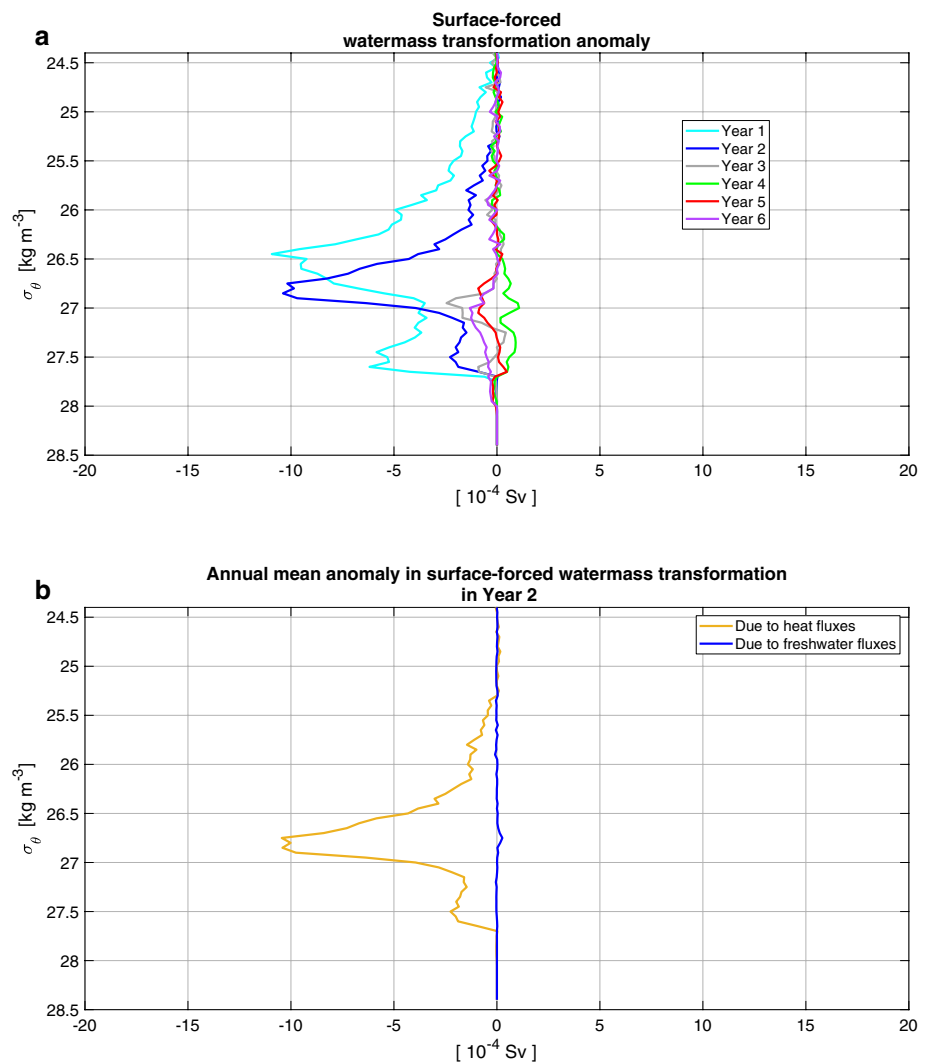 a
Surface-forced
watermass transformation anomaly
24.5
25
25.5
26
26.5
27
27.5
28
28.5
σθ [kg m-3]
Year 1
Year 2
Year 3
Year 4
Year 5
Year 6
-20 -15 -10 -5 0 5 10 15 20
[ 10-4 Sv ]
b
Annual mean anomaly in surface-forced watermass transformation
in Year 2
24.5
25
25.5
26
26.5
27
27.5
28
28.5
σθ [kg m-3]
Due to heat fluxes
Due to freshwater fluxes
-20 -15 -10 -5 0 5 10 15 20
[ 10-4 Sv ]